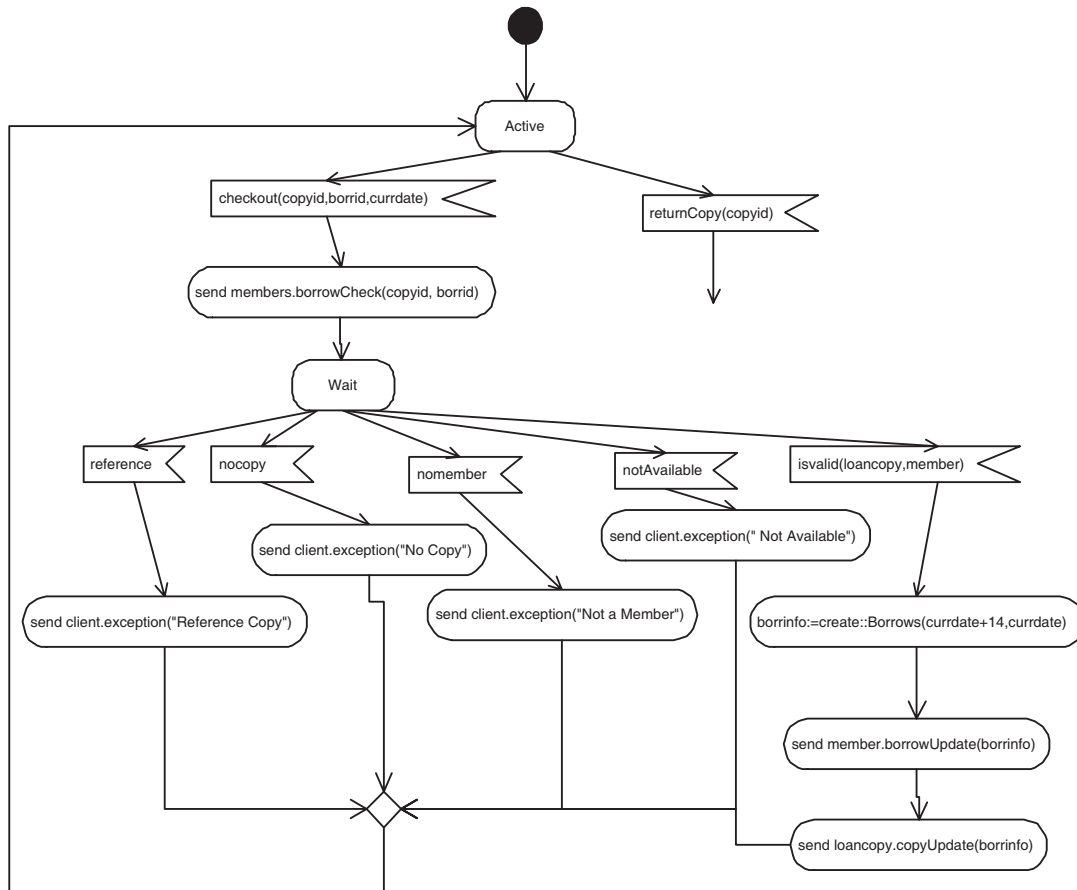 Active
checkout(copyid,borrid,currdate)
returnCopy(copyid)
send members.borrowCheck(copyid, borrid)
Wait
reference
nocopy
nomember
notAvailable
isvalid(loancopy,member)
send client.exception("No Copy")
send client.exception(" Not Available")
send client.exception("Reference Copy")
send client.exception("Not a Member")
borrinfo:=create::Borrows(currdate+14,currdate)
send member.borrowUpdate(borrinfo)
send loancopy.copyUpdate(borrinfo)